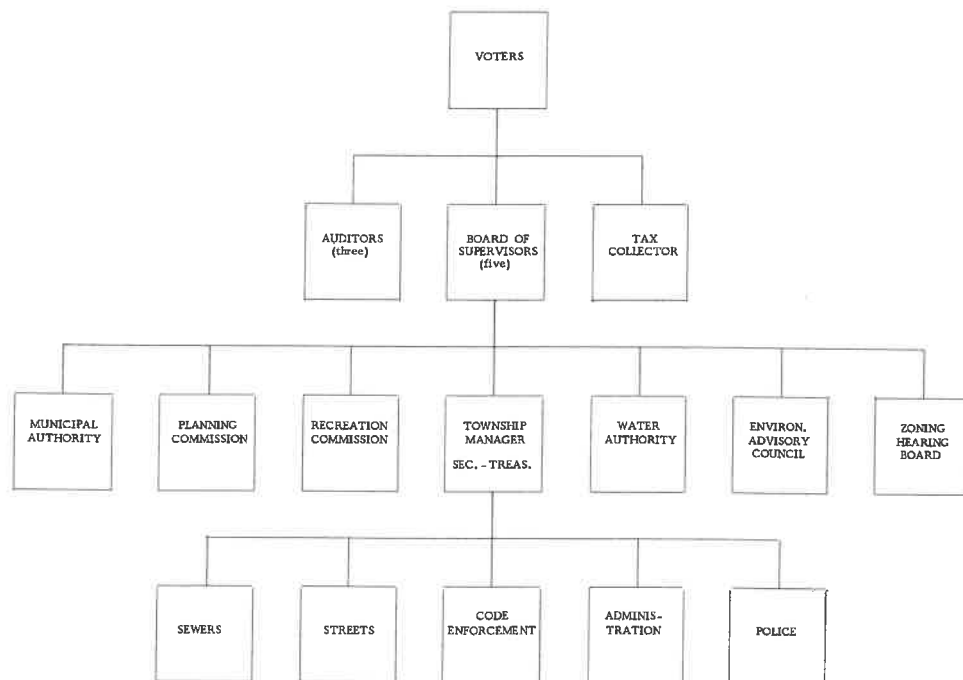 VOTERS
AUDITORS
(three)
BOARD OF
SUPERVISORS
(five)
TAX
COLLECTOR
MUNICIPAL
AUTHORITY
PLANNING
COMMISSION
RECREATION
COMMISSION
TOWNSHIP
MANAGER
SEC. - TREAS.
WATER
AUTHORITY
ENVIRON.
ADVISORY
COUNCIL
ZONING
HEARING
BOARD
SEWERS
STREETS
CODE
ENFORCEMENT
ADMINIS-
TRATION
POLICE